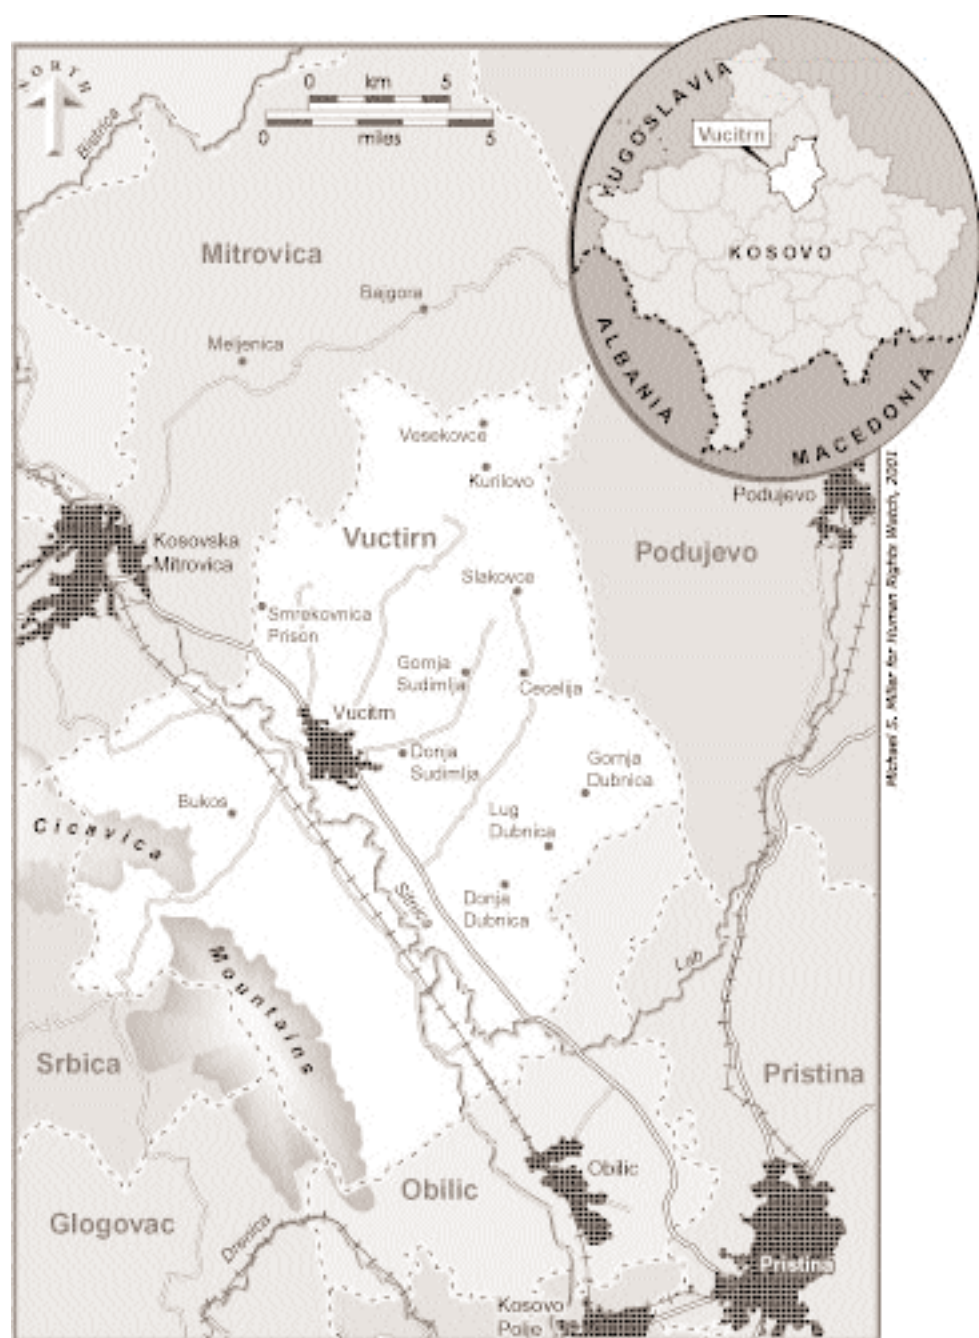 NORTH
0 km 5
0 miles 5
Bistrica
YUGOSLAVIA
Vucitrn
KOSOVO
ALBANIA
MACEDONIA
Mitrovica
Bajgora
Meljenica
Vesekovce
Kurilovo
Podujevo
Michael S. Miller for Human Rights Watch, 2001
Kosovska
Mitrovica
Vuctirn
Podujevo
Slakovce
Smrekovnica
Prison
Gornja
Sudimlja
Cecelija
Vucitrn
Donja
Sudimlja
Gornja
Dubnica
Bukos
Lug
Dubnica
Cicavica
Donja
Dubnica
Sitnica
Mountains
Lab
Srbica
Pristina
Obilic
Obilic
Glogovac
Drenica
Pristina
Kosovo
Polje